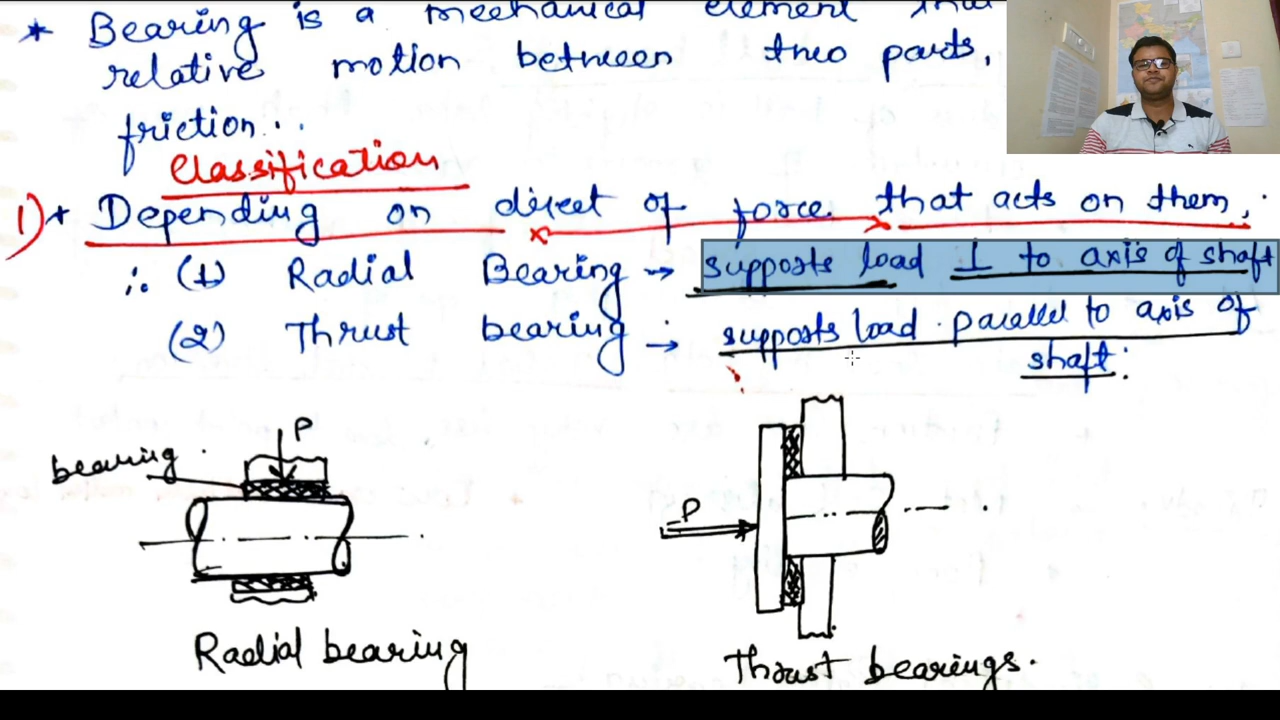 * Bearing is a mechanical element that
relative motion between two parts,
friction..
Classification
1) * Depending on direct of force that acts on them,.
∴ (1) Radial Bearing → supports load ⊥ to axis of shaft
(2) Thrust bearing → supports load parallel to axis of
shaft:
P
bearing
P
Radial bearing
Thrust bearings.